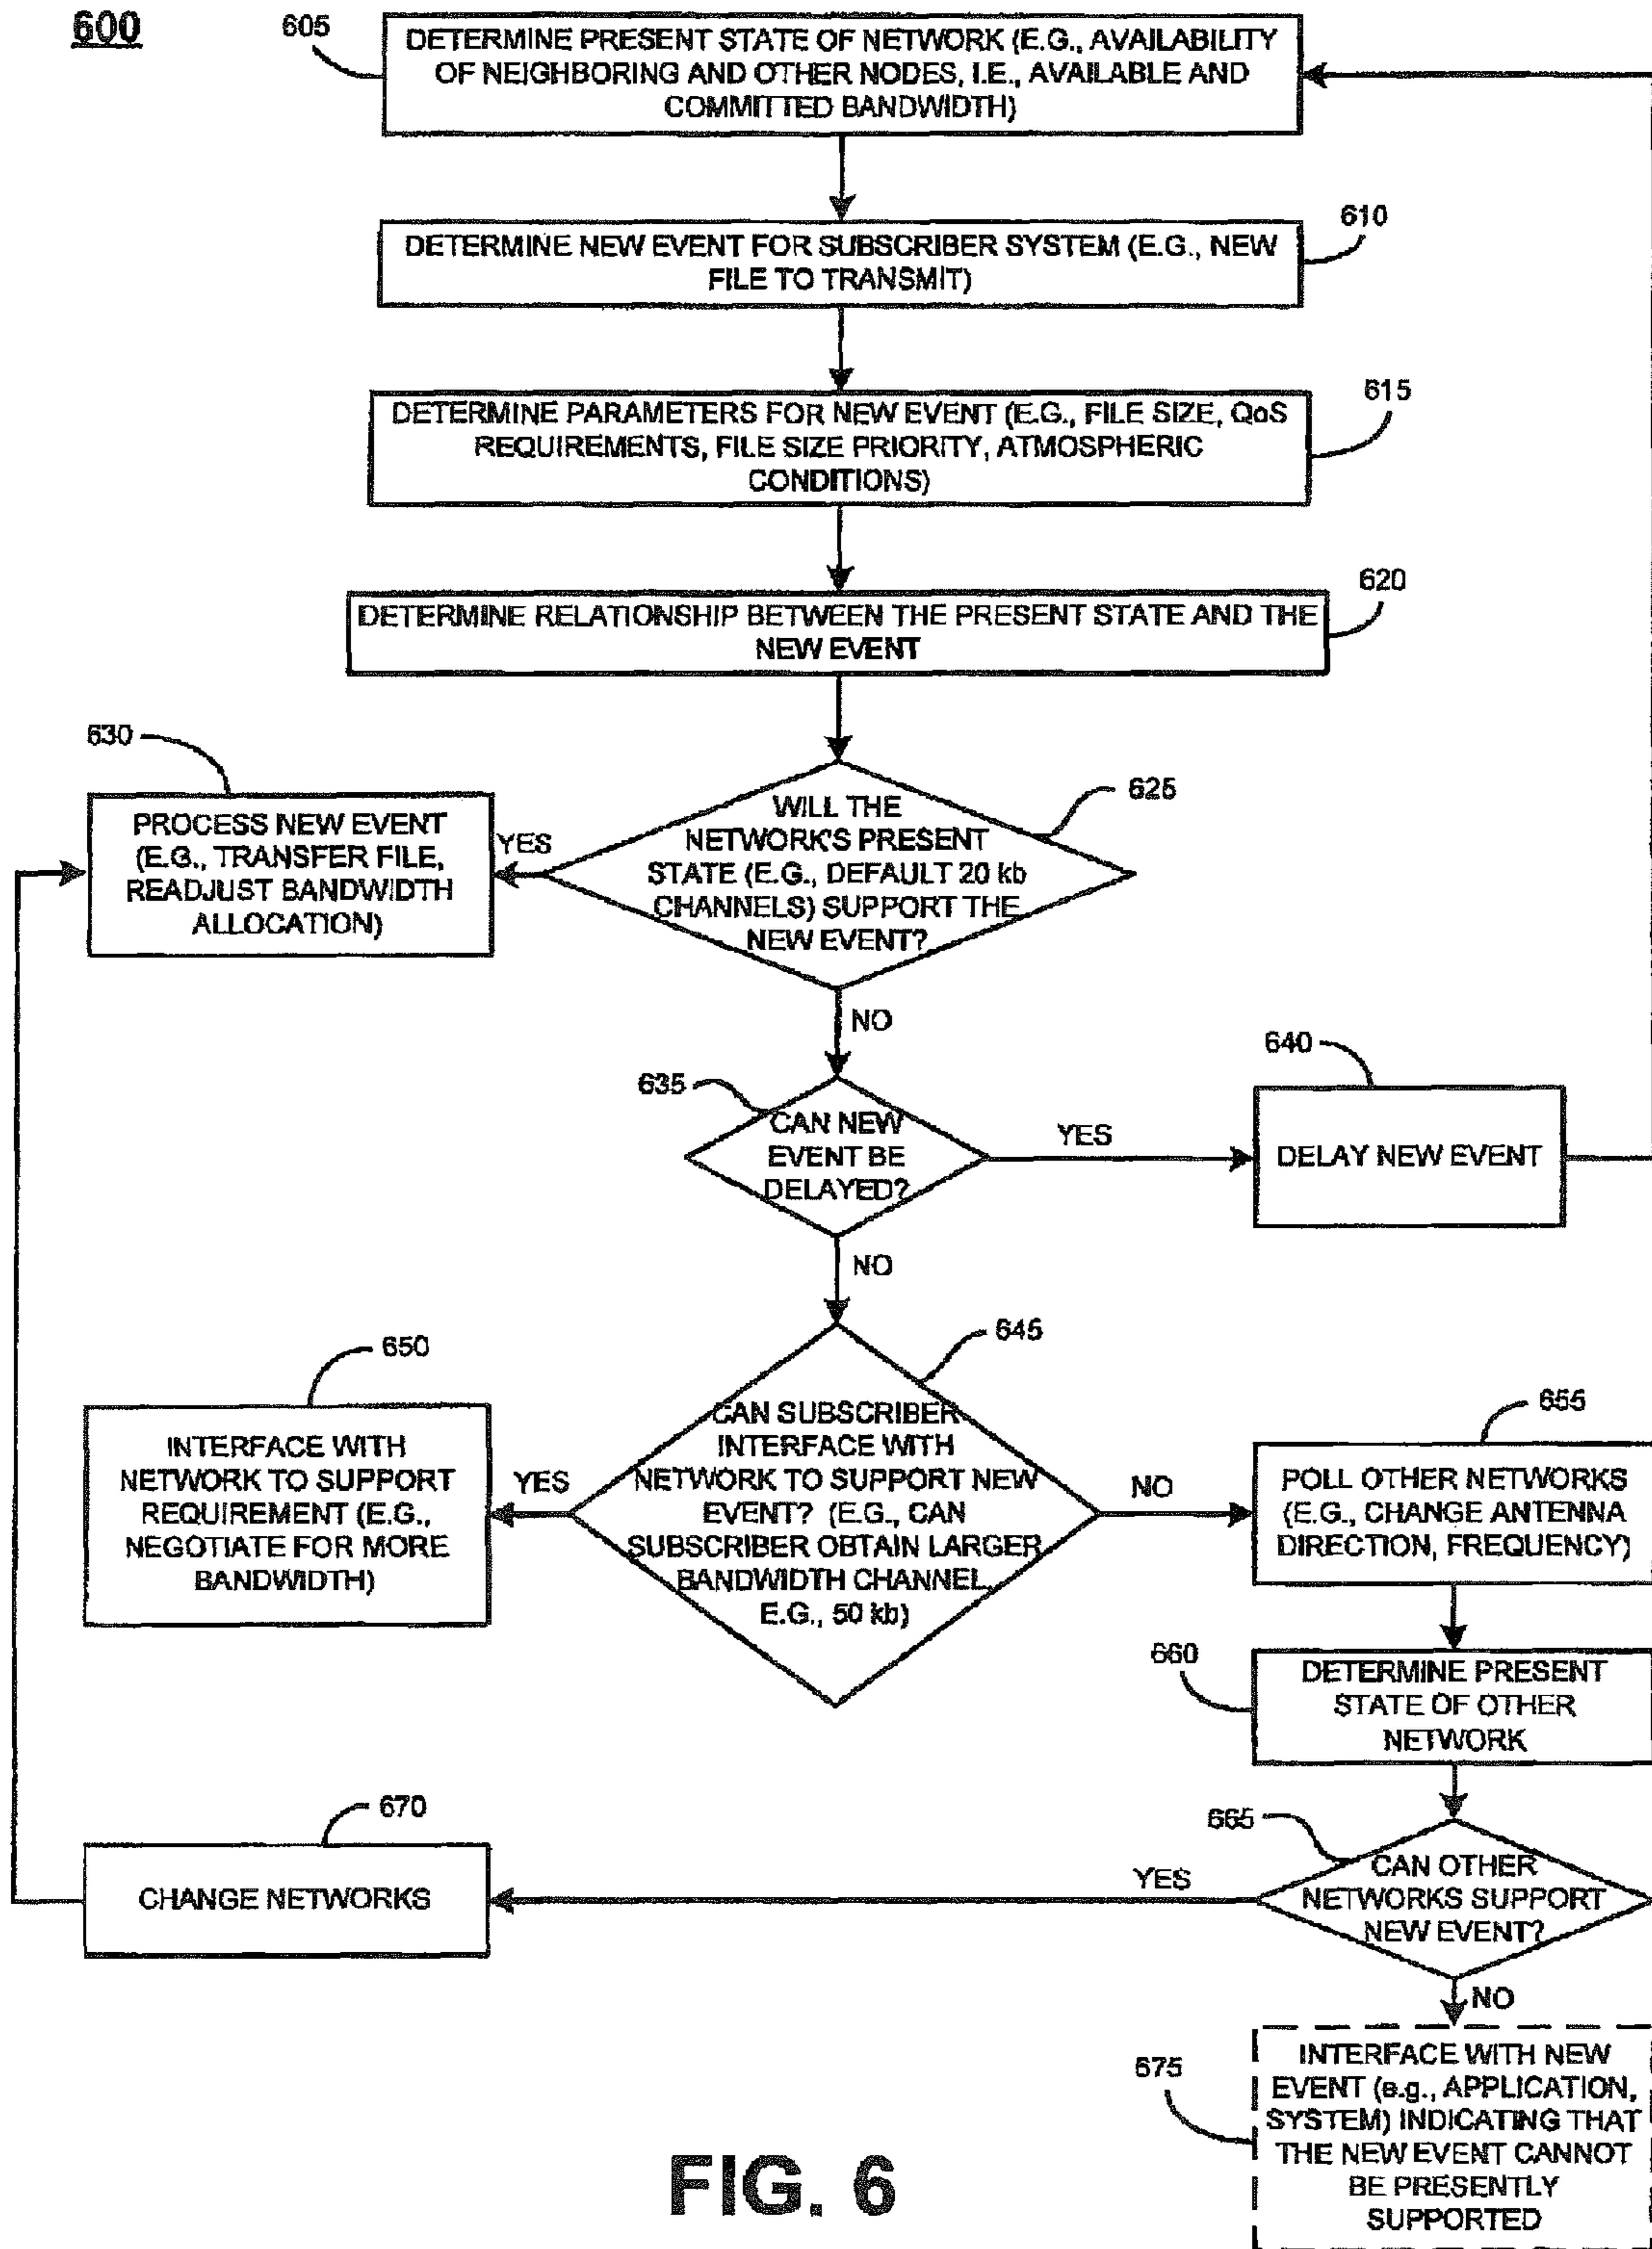 600
605
DETERMINE PRESENT STATE OF NETWORK (E.G., AVAILABILITY
OF NEIGHBORING AND OTHER NODES, I.E., AVAILABLE AND
COMMITTED BANDWIDTH)
610
DETERMINE NEW EVENT FOR SUBSCRIBER SYSTEM (E.G., NEW
FILE TO TRANSMIT)
615
DETERMINE PARAMETERS FOR NEW EVENT (E.G., FILE SIZE, QoS
REQUIREMENTS, FILE SIZE PRIORITY, ATMOSPHERIC
CONDITIONS)
620
DETERMINE RELATIONSHIP BETWEEN THE PRESENT STATE AND THE
NEW EVENT
625
WILL THE
NETWORK'S PRESENT
STATE (E.G., DEFAULT 20 kb
CHANNELS) SUPPORT THE
NEW EVENT?
YES
630
PROCESS NEW EVENT
(E.G., TRANSFER FILE,
READJUST BANDWIDTH
ALLOCATION)
NO
635
CAN NEW
EVENT BE
DELAYED?
YES
640
DELAY NEW EVENT
NO
645
CAN SUBSCRIBER
INTERFACE WITH
NETWORK TO SUPPORT NEW
EVENT? (E.G., CAN
SUBSCRIBER OBTAIN LARGER
BANDWIDTH CHANNEL,
E.G., 50 kb)
YES
650
INTERFACE WITH
NETWORK TO SUPPORT
REQUIREMENT (E.G.,
NEGOTIATE FOR MORE
BANDWIDTH)
NO
655
POLL OTHER NETWORKS
(E.G., CHANGE ANTENNA
DIRECTION, FREQUENCY)
660
DETERMINE PRESENT
STATE OF OTHER
NETWORK
665
CAN OTHER
NETWORKS SUPPORT
NEW EVENT?
YES
670
CHANGE NETWORKS
NO
675
INTERFACE WITH NEW
EVENT (e.g., APPLICATION,
SYSTEM) INDICATING THAT
THE NEW EVENT CANNOT
BE PRESENTLY
SUPPORTED
FIG. 6